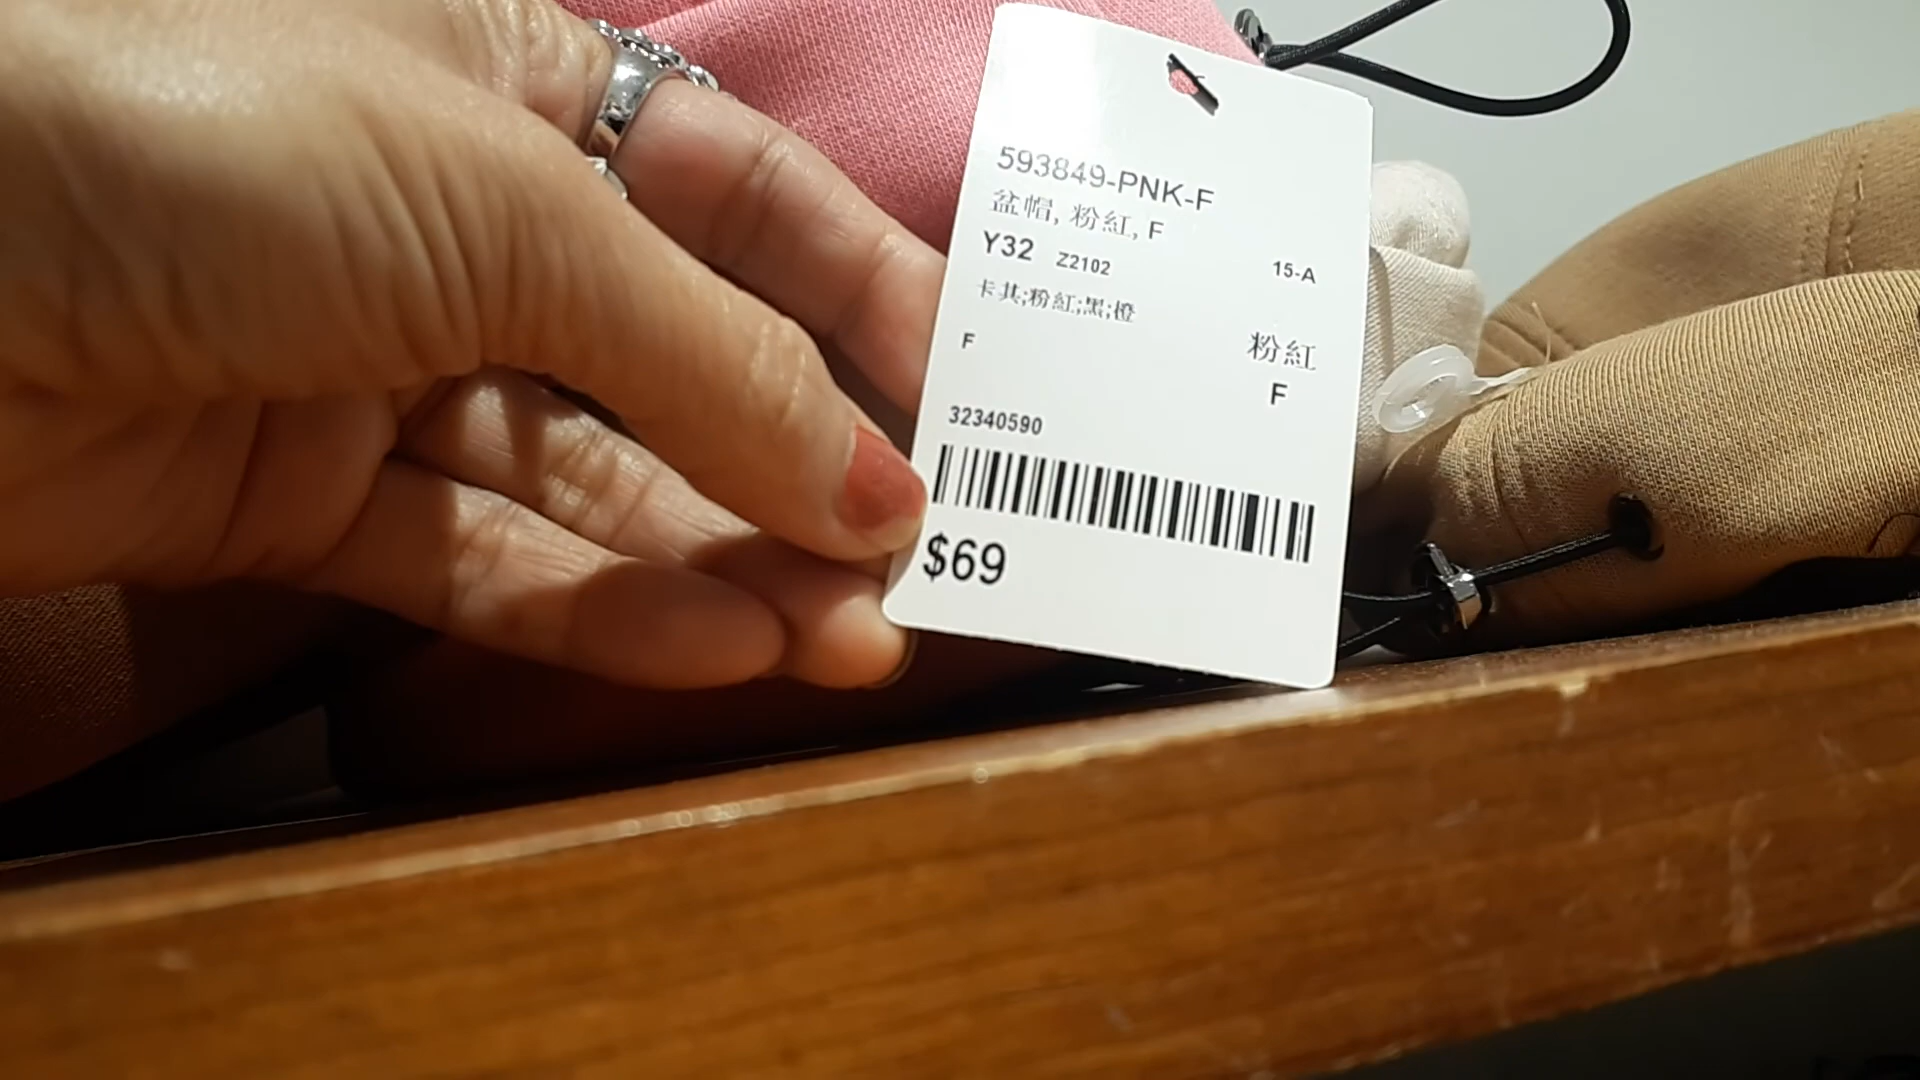 593849-PNK-F
盆帽, 粉紅, F
Y32 Z2102 15-A
卡其;粉紅;黑;橙
F 粉紅
F
32340590
$69